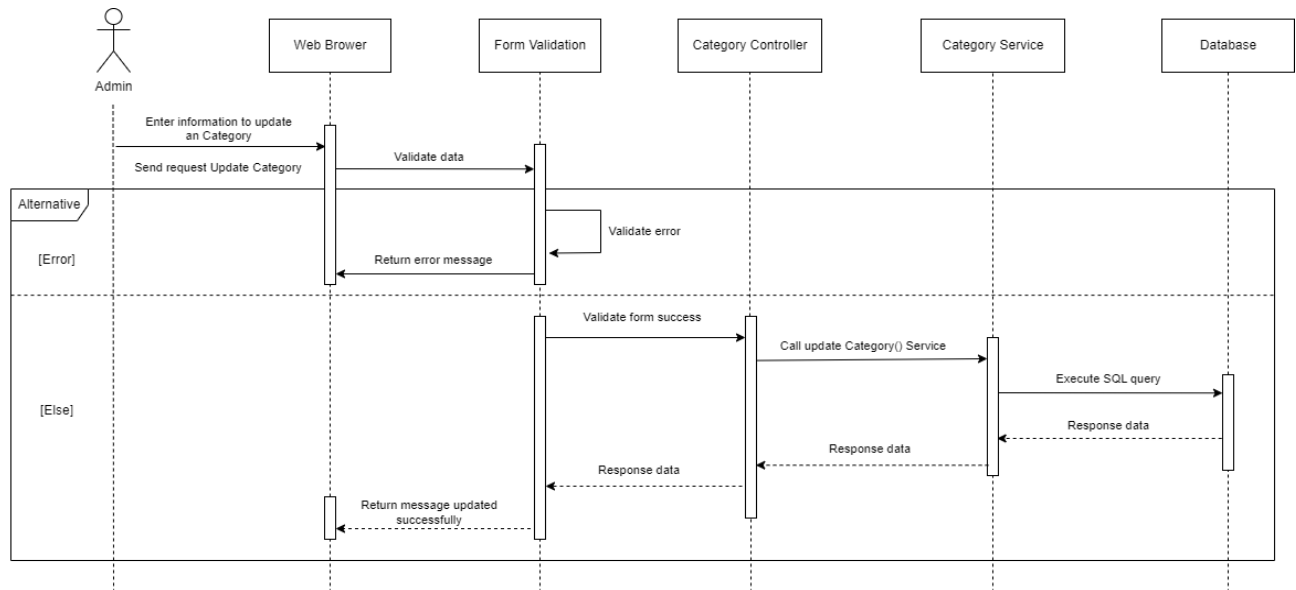 Web Brower
Form Validation
Category Controller
Category Service
Database
Admin
Enter information to update
an Category
Send request Update Category
Validate data
Alternative
[Error]
Validate error
Return error message
Validate form success
Call update Category() Service
Execute SQL query
[Else]
Response data
Response data
Response data
Return message updated
successfully